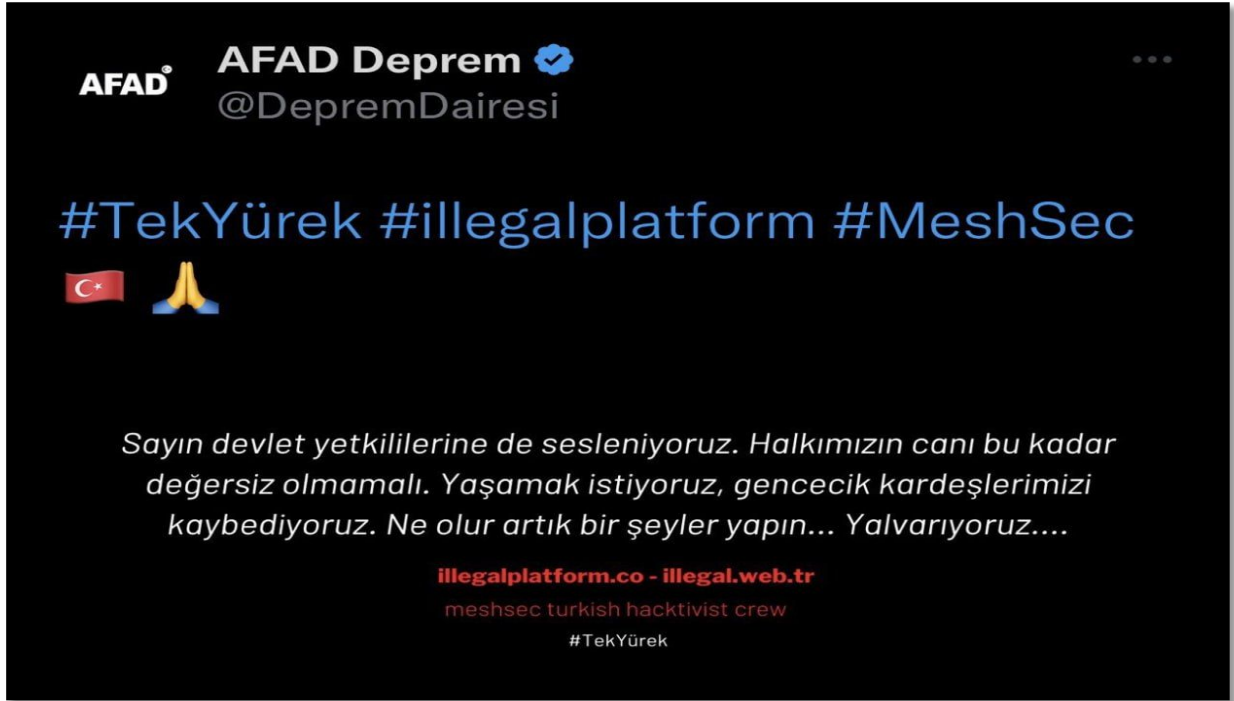 AFAD
AFAD Deprem
@DepremDairesi
#TekYürek #illegalplatform #MeshSec
Sayın devlet yetkililerine de sesleniyoruz. Halkımızın canı bu kadar
değersiz olmamalı. Yaşamak istiyoruz, gencecik kardeşlerimizi
kaybediyoruz. Ne olur artık bir şeyler yapın... Yalvarıyoruz....
illegalplatform.co - illegal.web.tr
meshsec turkish hacktivist crew
#TekYürek